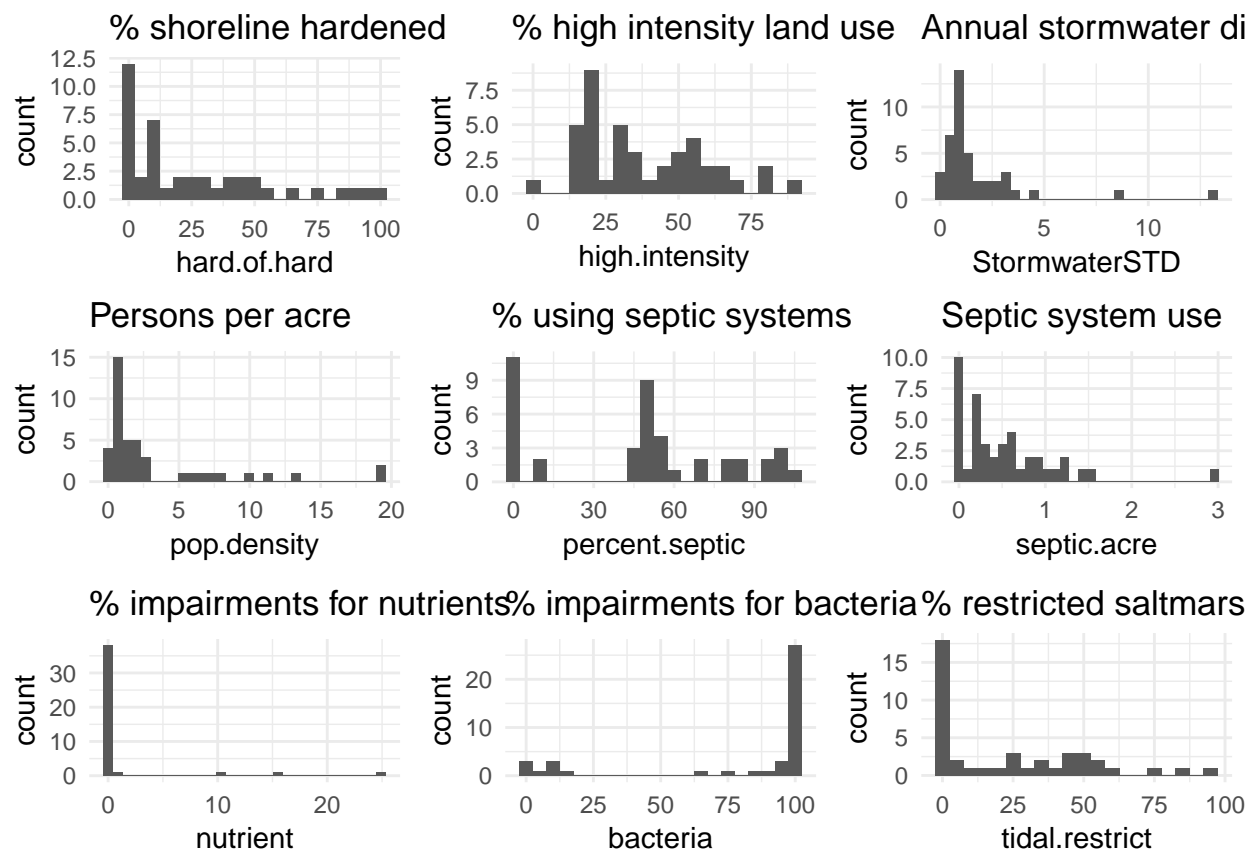 % shoreline hardened
% high intensity land use
Annual stormwater di
12.5
10.0
7.5
5.0
2.5
0.0
count
0
25
50
75
100
hard.of.hard
7.5
5.0
2.5
0.0
count
0
25
50
75
high.intensity
10
5
0
count
0
5
10
StormwaterSTD
Persons per acre
% using septic systems
Septic system use
15
10
5
0
count
0
5
10
15
20
pop.density
9
6
3
0
count
0
30
60
90
percent.septic
10.0
7.5
5.0
2.5
0.0
count
0
1
2
3
septic.acre
% impairments for nutrients
% impairments for bacteria
% restricted saltmars
30
20
10
0
count
0
10
20
nutrient
20
10
0
count
0
25
50
75
100
bacteria
15
10
5
0
count
0
25
50
75
100
tidal.restrict